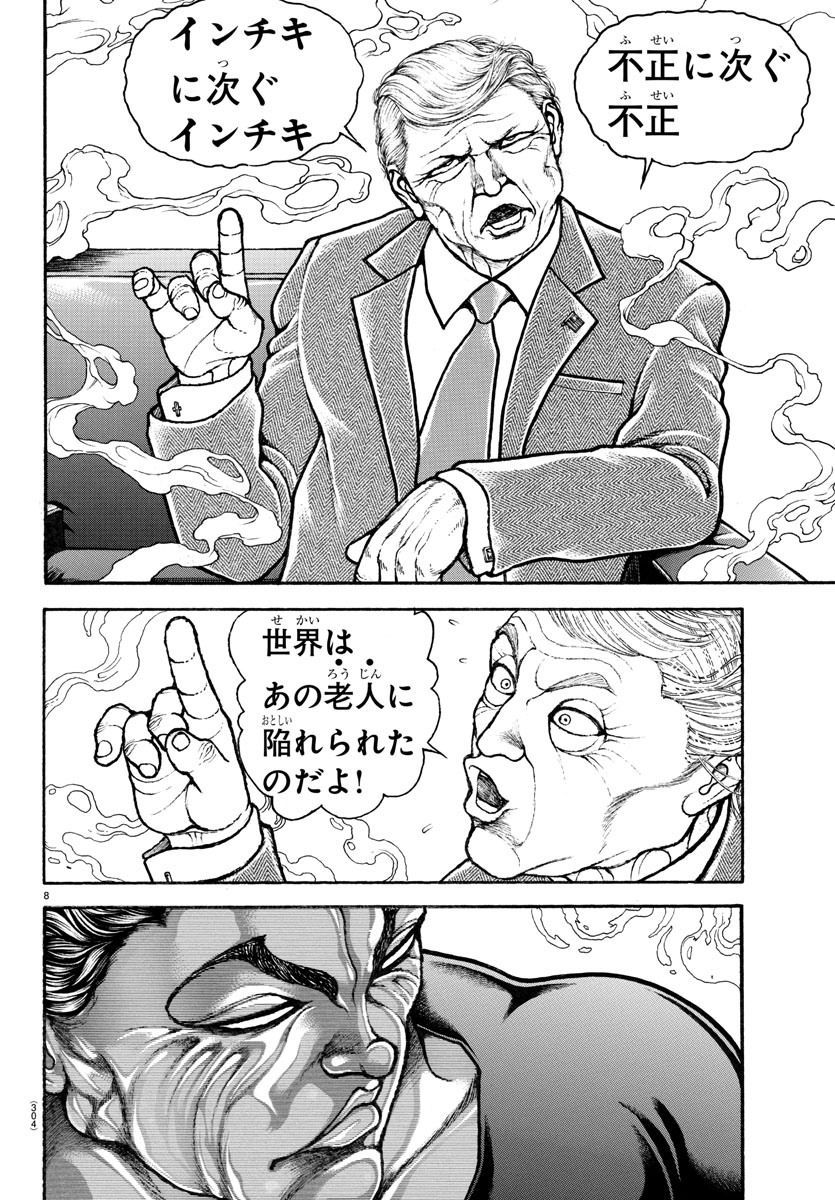 不正に次ぐ
不正
インチキ
に次ぐ
インチキ
世界は
あの老人に
陥れられた
のだよ!
8
(304)